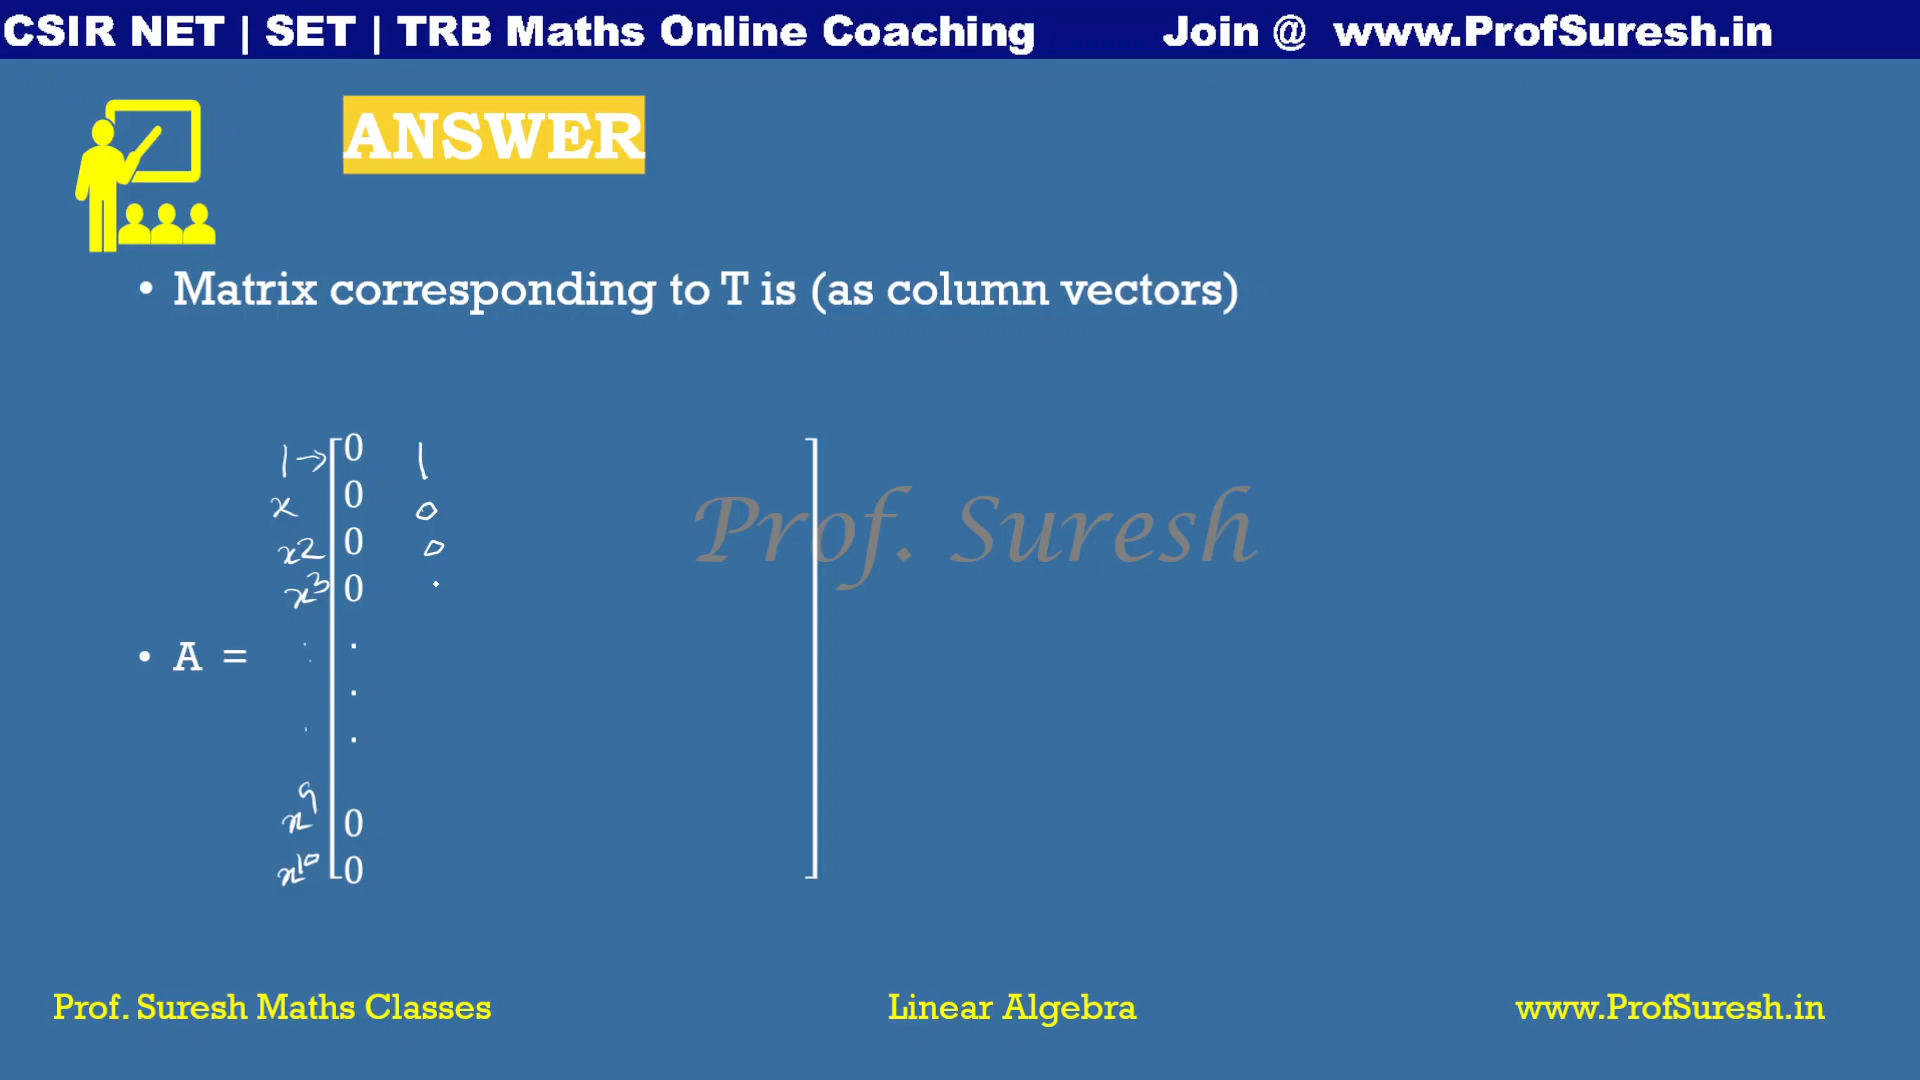 CSIR NET | SET | TRB Maths Online Coaching Join @ www.ProfSuresh.in
ANSWER
• Matrix corresponding to T is (as column vectors)
1 → 0 1
x 0 0
x2 0 0
x³ 0 .
• A =
.
.
.
x⁹ 0
x¹⁰ 0
Prof. Suresh
Prof. Suresh Maths Classes Linear Algebra www.ProfSuresh.in